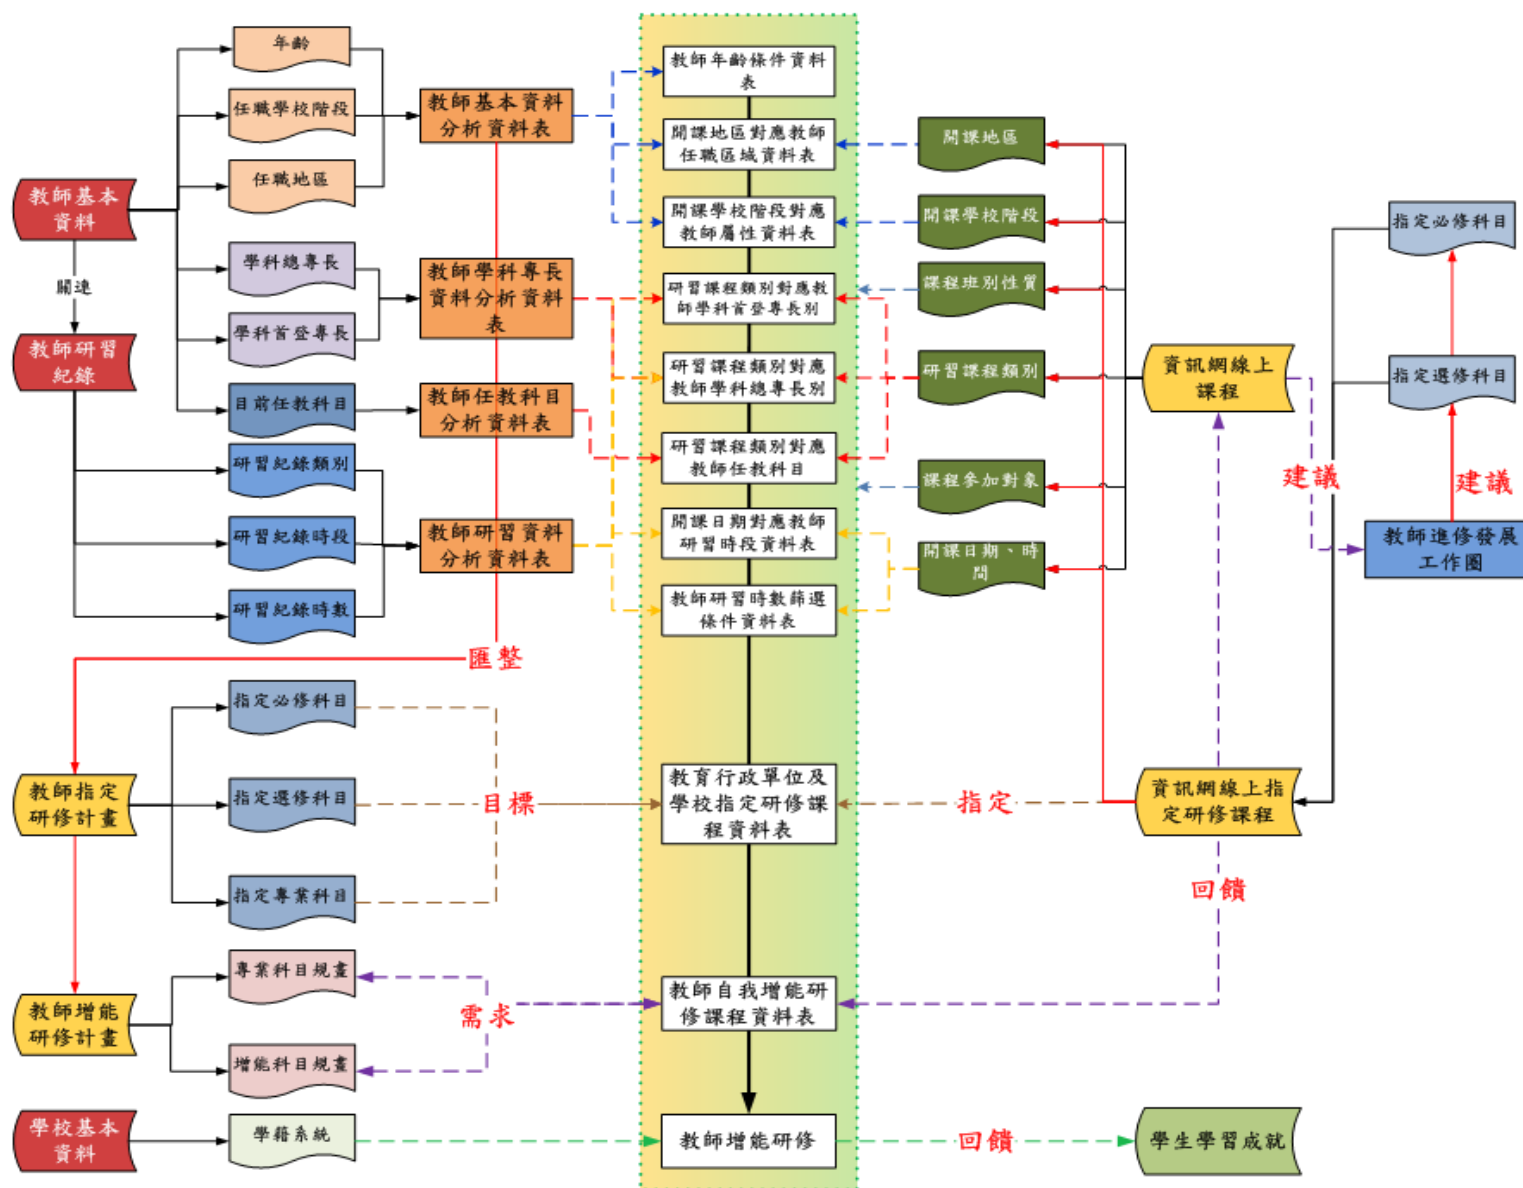 年齡
任職學校階段
任職地區
教師基本
資料
關連
教師研習
紀錄
學科總專長
學科首登專長
目前任教科目
研習紀錄類別
研習紀錄時段
研習紀錄時數
教師基本資料
分析資料表
教師學科專長
資料分析資料
表
教師任教科目
分析資料表
教師研習資料
分析資料表
匯整
教師年齡條件資料
表
開課地區對應教師
任職區域資料表
開課學校階段對應
教師屬性資料表
研習課程類別對應教
師學科首登專長別
研習課程類別對應
教師學科總專長別
研習課程類別對應
教師任教科目
開課日期對應教師
研習時段資料表
教師研習時數篩選
條件資料表
開課地區
開課學校階段
課程班別性質
研習課程類別
課程參加對象
開課日期、時
間
資訊網線上
課程
指定必修科目
指定選修科目
建議
建議
教師進修發展
工作圈
教師指定
研修計畫
指定必修科目
指定選修科目
指定專業科目
目標
教育行政單位及
學校指定研修課
程資料表
指定
資訊網線上指
定研修課程
回饋
教師增能
研修計畫
專業科目規畫
增能科目規畫
需求
教師自我增能研
修課程資料表
學校基本
資料
學籍系統
教師增能研修
回饋
學生學習成就